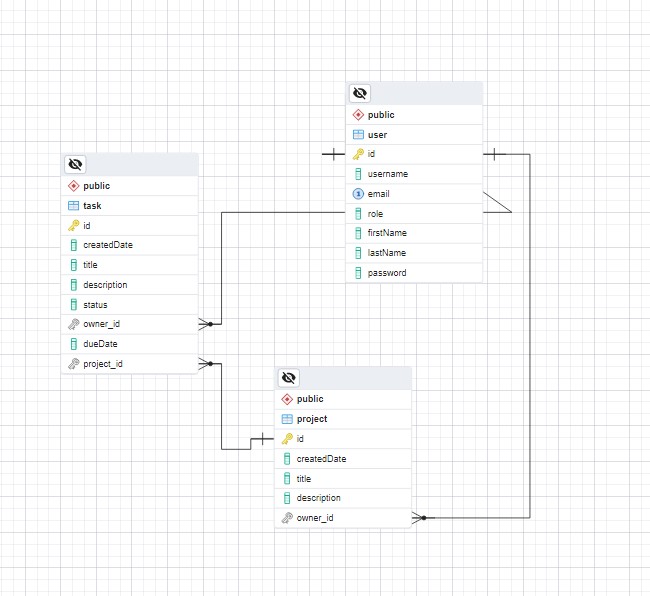 public
user
id
username
email
role
firstName
lastName
password
public
task
id
createdDate
title
description
status
owner_id
dueDate
project_id
public
project
id
createdDate
title
description
owner_id